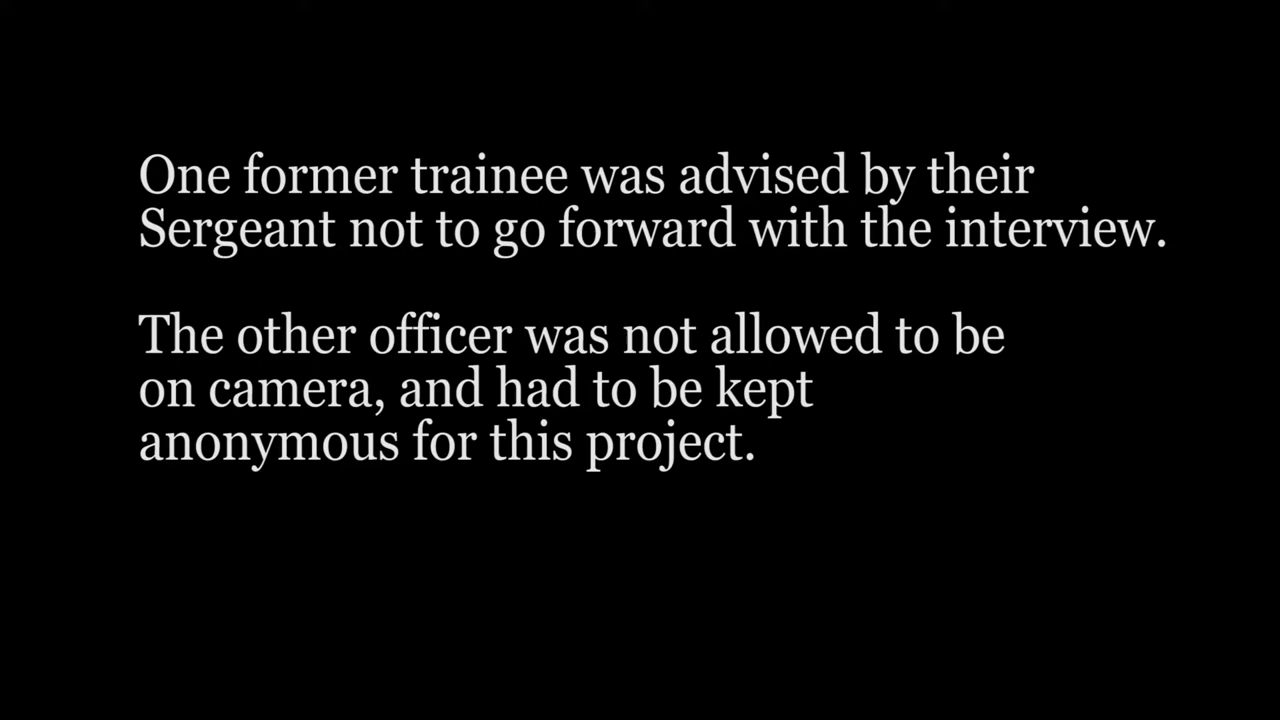 One former trainee was advised by their
Sergeant not to go forward with the interview.
The other officer was not allowed to be
on camera, and had to be kept
anonymous for this project.